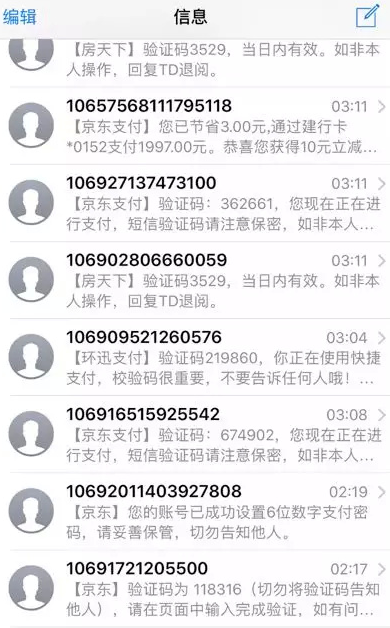 编辑
信息
【房天下】验证码3529，当日内有效。如非本
人操作，回复TD退阅。
10657568111795118 03:11
【京东支付】您已节省3.00元,通过建行卡
*0152支付1997.00元。恭喜您获得10元立减...
106927137473100 03:11
【京东支付】验证码：362661，您现在正在进
行支付，短信验证码请注意保密，如非本人...
106902806660059 03:11
【房天下】验证码3529，当日内有效。如非本
人操作，回复TD退阅。
106909521260576 03:04
【环迅支付】验证码219860，你正在使用快捷
支付，校验码很重要，不要告诉任何人哦！...
106916515925542 03:08
【京东支付】验证码：674902，您现在正在进
行支付，短信验证码请注意保密，如非本人...
10692011403927808 02:19
【京东】您的账号已成功设置6位数字支付密
码，请妥善保管，切勿告知他人。
10691721205500 02:17
【京东】验证码为 118316（切勿将验证码告知
他人），请在页面中输入完成验证，如有问...